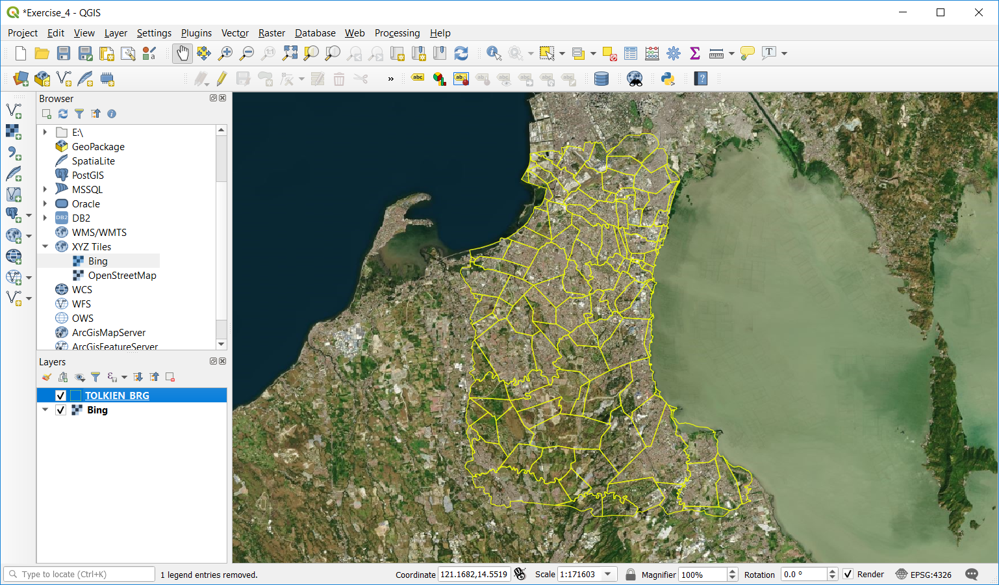 *Exercise_4 - QGIS
Project Edit View Layer Settings Plugins Vector Raster Database Web Processing Help
Browser
E:\
GeoPackage
SpatiaLite
PostGIS
MSSQL
Oracle
DB2 DB2
WMS/WMTS
XYZ Tiles
Bing
OpenStreetMap
WCS
WFS
OWS
ArcGisMapServer
ArcGisFeatureServer
Layers
TOLKIEN_BRG
Bing
Type to locate (Ctrl+K) 1 legend entries removed. Coordinate 121.1682,14.5519 Scale 1:171603 Magnifier 100% Rotation 0.0 ° Render EPSG:4326